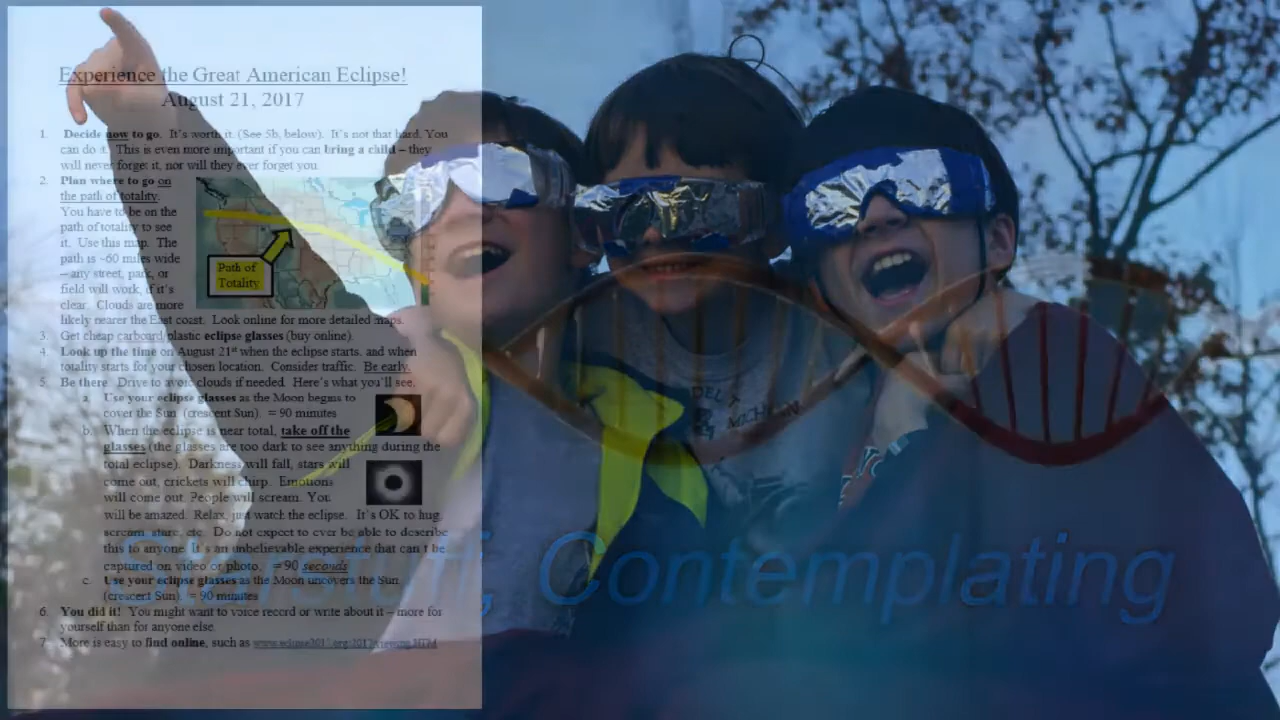 Experience the Great American Eclipse!
August 21, 2017
1. Decide now to go. It's worth it. (See 5b, below). It's not that hard. You
can do it. This is even more important if you can bring a child – they
will never forget it, nor will they ever forget you.
2. Plan where to go on
the path of totality.
You have to be on the
path of totality to see
it. Use this map. The
path is ~60 miles wide
– any street, park, or
field will work, if it's
clear. Clouds are more
likely nearer the East coast. Look online for more detailed maps.
Path of
Totality
3. Get cheap carboard/plastic eclipse glasses (buy online).
4. Look up the time on August 21st when the eclipse starts, and when
totality starts for your chosen location. Consider traffic. Be early.
5. Be there. Drive to avoid clouds if needed. Here's what you'll see.
a. Use your eclipse glasses as the Moon begins to
cover the Sun. (crescent Sun). = 90 minutes
b. When the eclipse is near total, take off the
glasses (the glasses are too dark to see anything during the
total eclipse). Darkness will fall, stars will
come out, crickets will chirp. Emotions
will come out. People will scream. You
will be amazed. Relax, just watch the eclipse. It's OK to hug,
scream, stare, etc. Do not expect to ever be able to describe
this to anyone. It's an unbelievable experience that can't be
captured on video or photo. = 90 seconds
c. Use your eclipse glasses as the Moon uncovers the Sun.
(crescent Sun). = 90 minutes
6. You did it! You might want to voice record or write about it – more for
yourself than for anyone else.
7. More is easy to find online, such as
MICHIGAN
Starstuff, Contemplating